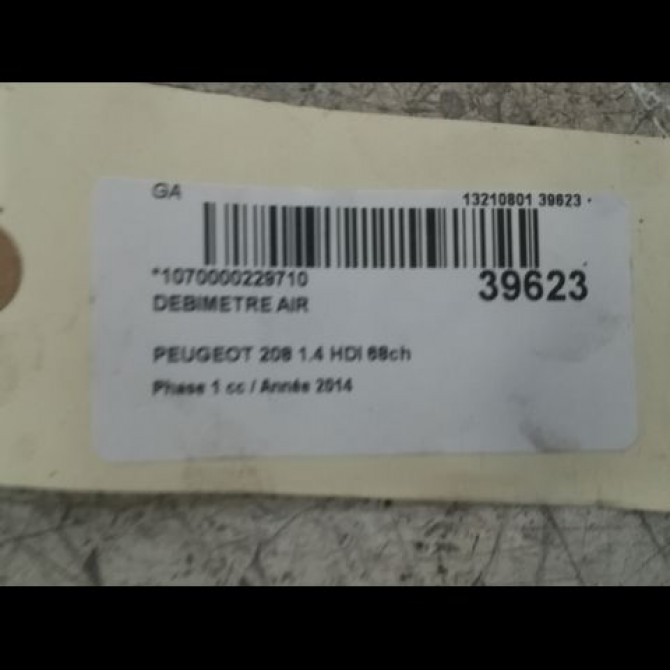 GA
13210801 39623
*1070000229710
39623
DEBIMETRE AIR
PEUGEOT 208 1.4 HDI 68ch
Phase 1 cc / Année 2014